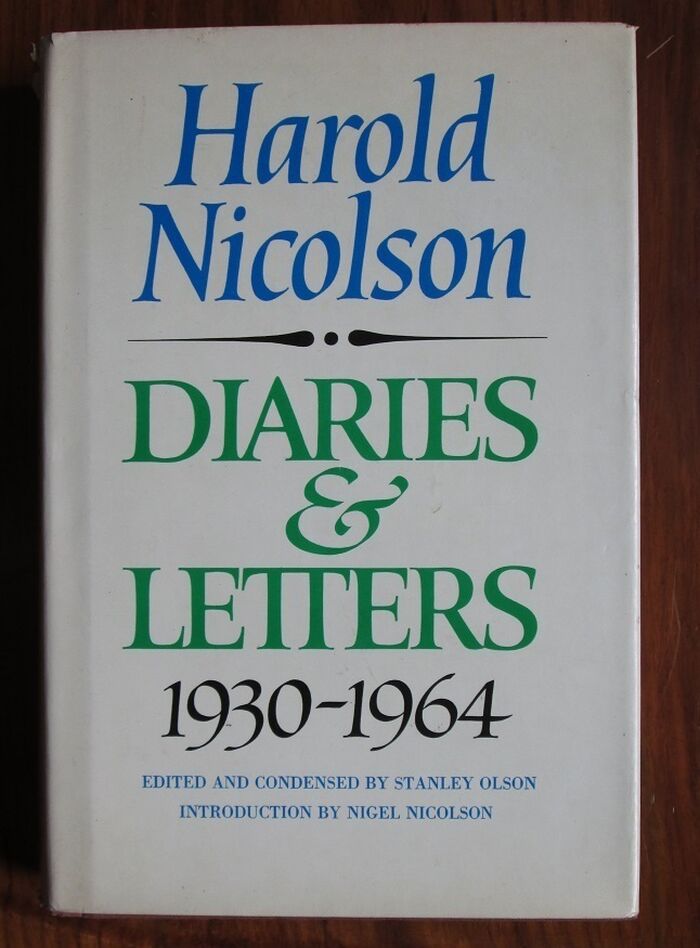 Harold
Nicolson
DIARIES
&
LETTERS
1930-1964
EDITED AND CONDENSED BY STANLEY OLSON
INTRODUCTION BY NIGEL NICOLSON